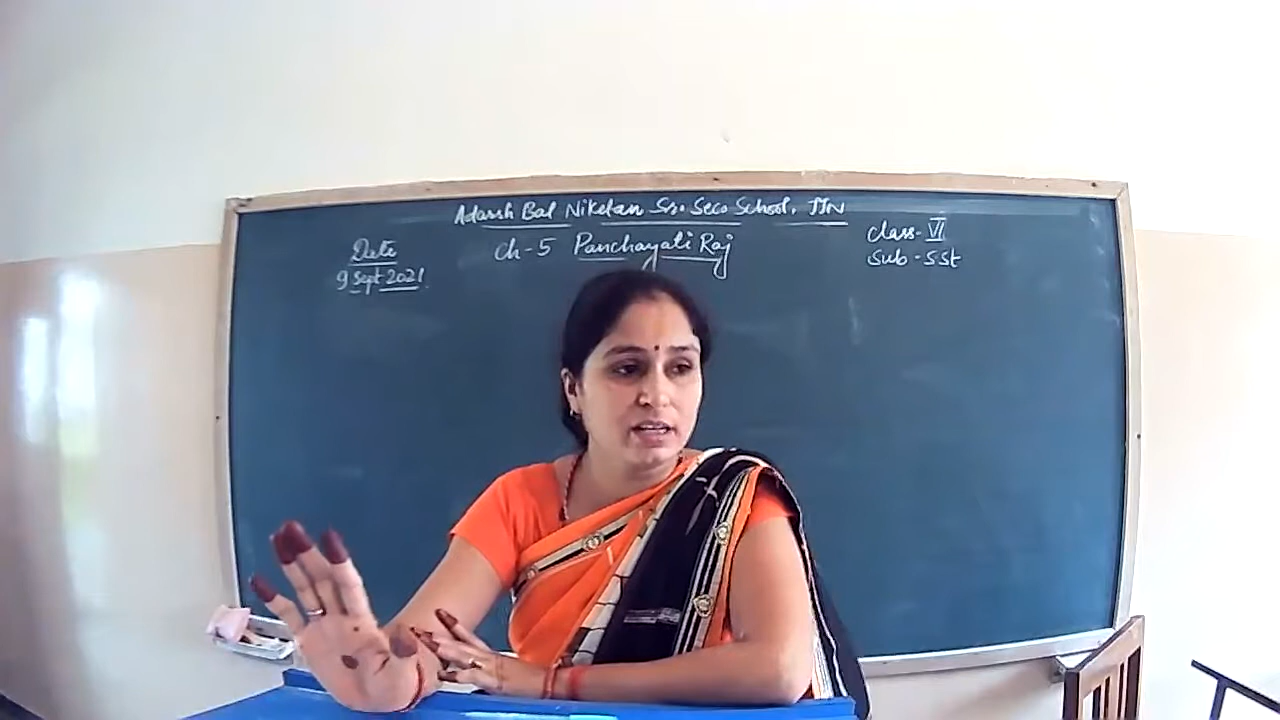 Adarsh Bal Niketan Sr. Sec. School, JJN
Date
9 Sept 2021
Ch-5 Panchayati Raj
Class-VI
Sub-SSt